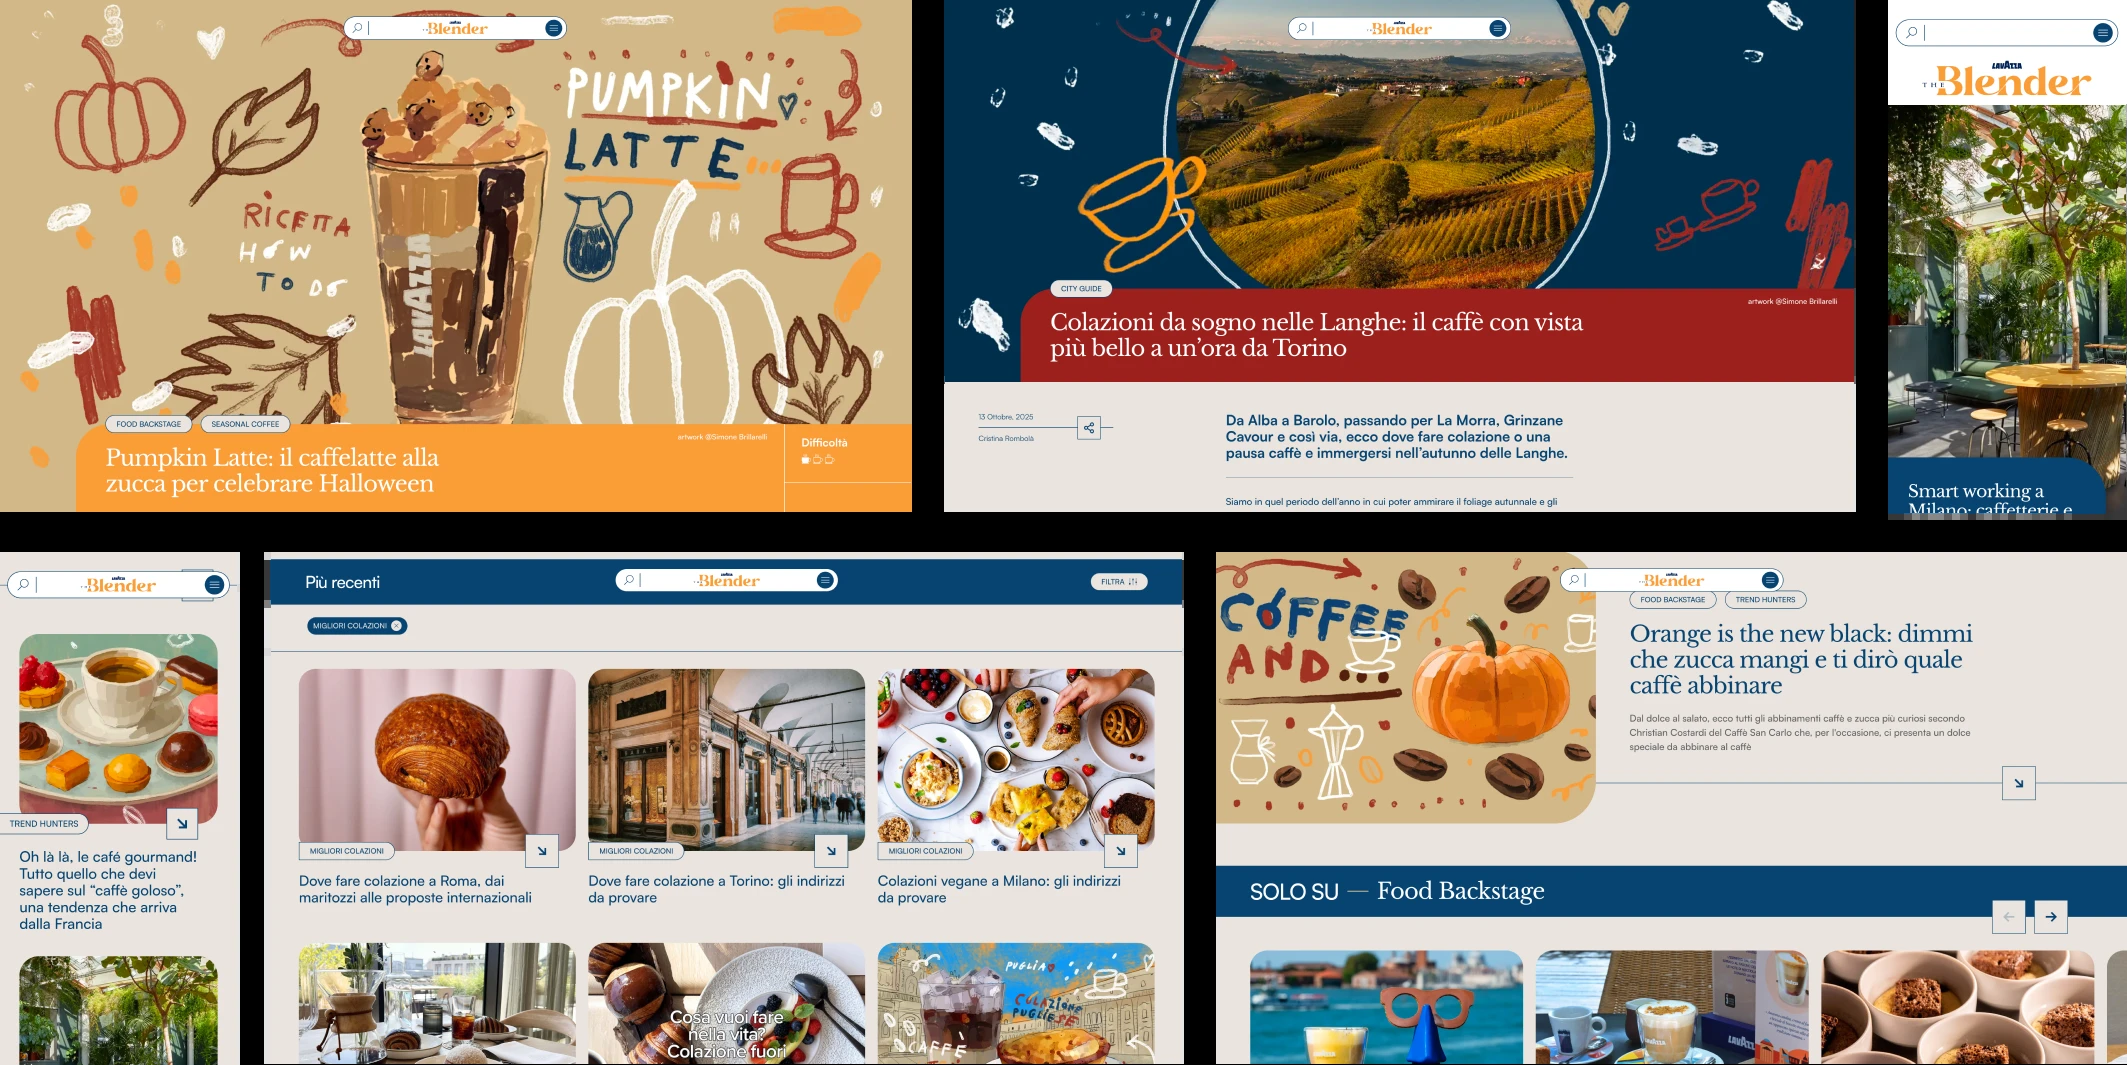 LAVAZZA
Blender
PUMPKIN
LATTE
RICETTA
HOW
TO DO
LAVAZZA
FOOD BACKSTAGE
SEASONAL COFFEE
artwork @Simone Brillarelli
Pumpkin Latte: il caffelatte alla
zucca per celebrare Halloween
Difficoltà
LAVAZZA
Blender
CITY GUIDE
artwork @Simone Brillarelli
Colazioni da sogno nelle Langhe: il caffè con vista
più bello a un'ora da Torino
13 Ottobre, 2025
Cristina Rombolà
Da Alba a Barolo, passando per La Morra, Grinzane
Cavour e così via, ecco dove fare colazione o una
pausa caffè e immergersi nell'autunno delle Langhe.
Siamo in quel periodo dell'anno in cui poter ammirare il foliage autunnale e gli
LAVAZZA
THE Blender
Smart working a
Milano: caffetterie e
LAVAZZA
Blender
TREND HUNTERS
Oh là là, le café gourmand!
Tutto quello che devi
sapere sul “caffè goloso”,
una tendenza che arriva
dalla Francia
Più recenti
LAVAZZA
Blender
FILTRA
MIGLIORI COLAZIONI
MIGLIORI COLAZIONI
Dove fare colazione a Roma, dai
maritozzi alle proposte internazionali
MIGLIORI COLAZIONI
Dove fare colazione a Torino: gli indirizzi
da provare
MIGLIORI COLAZIONI
Colazioni vegane a Milano: gli indirizzi
da provare
Cosa vuoi fare
nella vita?
Colazione fuori
PUGLIA
COLAZIONE
PUGLIESE
CAFFÈ
LAVAZZA
Blender
COFFEE
AND
FOOD BACKSTAGE
TREND HUNTERS
Orange is the new black: dimmi
che zucca mangi e ti dirò quale
caffè abbinare
Dal dolce al salato, ecco tutti gli abbinamenti caffè e zucca più curiosi secondo
Christian Costardi del Caffè San Carlo che, per l'occasione, ci presenta un dolce
speciale da abbinare al caffè
SOLO SU — Food Backstage
LAVAZZA